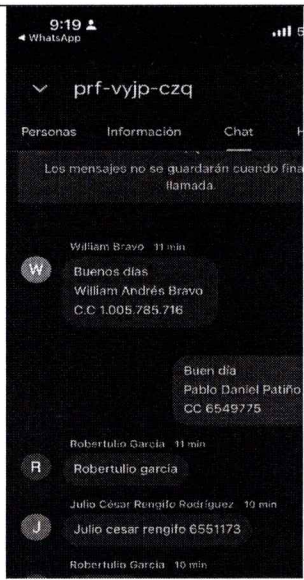 9:19
◄ WhatsApp
5
prf-vyjp-czq
Personas Información Chat H
Los mensajes no se guardarán cuando fina
llamada.
William Bravo 11 min
W
Buenos días
William Andrés Bravo
C.C 1.005.785.716
Buen día
Pablo Daniel Patiño
CC 6549775
Robertulio Garcia 11 min
R
Robertulio garcia
Julio César Rengifo Rodríguez 10 min
J
Julio cesar rengifo 6551173
Robertulio Garcia 10 min